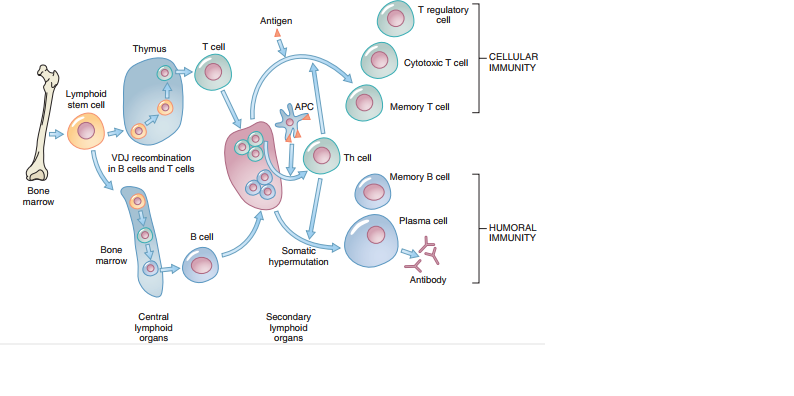 Antigen
T regulatory
cell
Thymus
T cell
Cytotoxic T cell
CELLULAR
IMMUNITY
Lymphoid
stem cell
APC
Memory T cell
VDJ recombination
in B cells and T cells
Th cell
Bone
marrow
Memory B cell
Plasma cell
HUMORAL
IMMUNITY
B cell
Bone
marrow
Somatic
hypermutation
Antibody
Central
lymphoid
organs
Secondary
lymphoid
organs